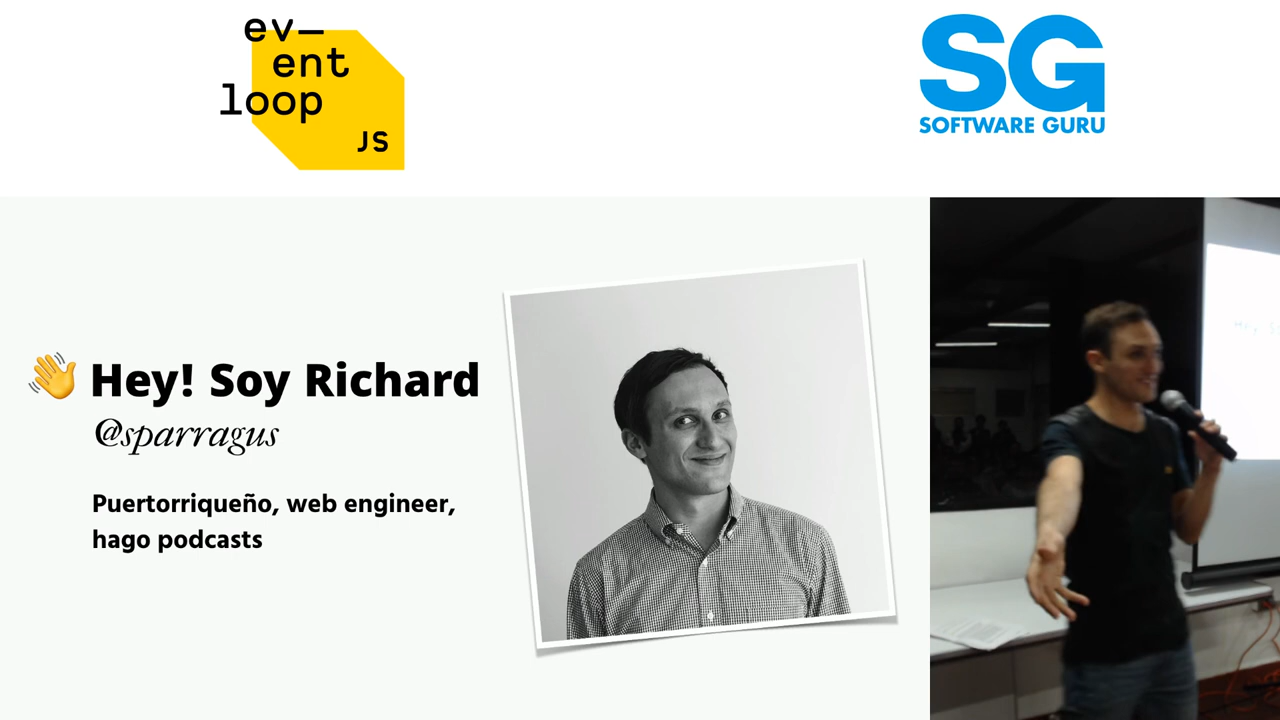 ev—
ent
loop
JS
SG
SOFTWARE GURU
👋 Hey! Soy Richard
@sparragus
Puertorriqueño, web engineer,
hago podcasts